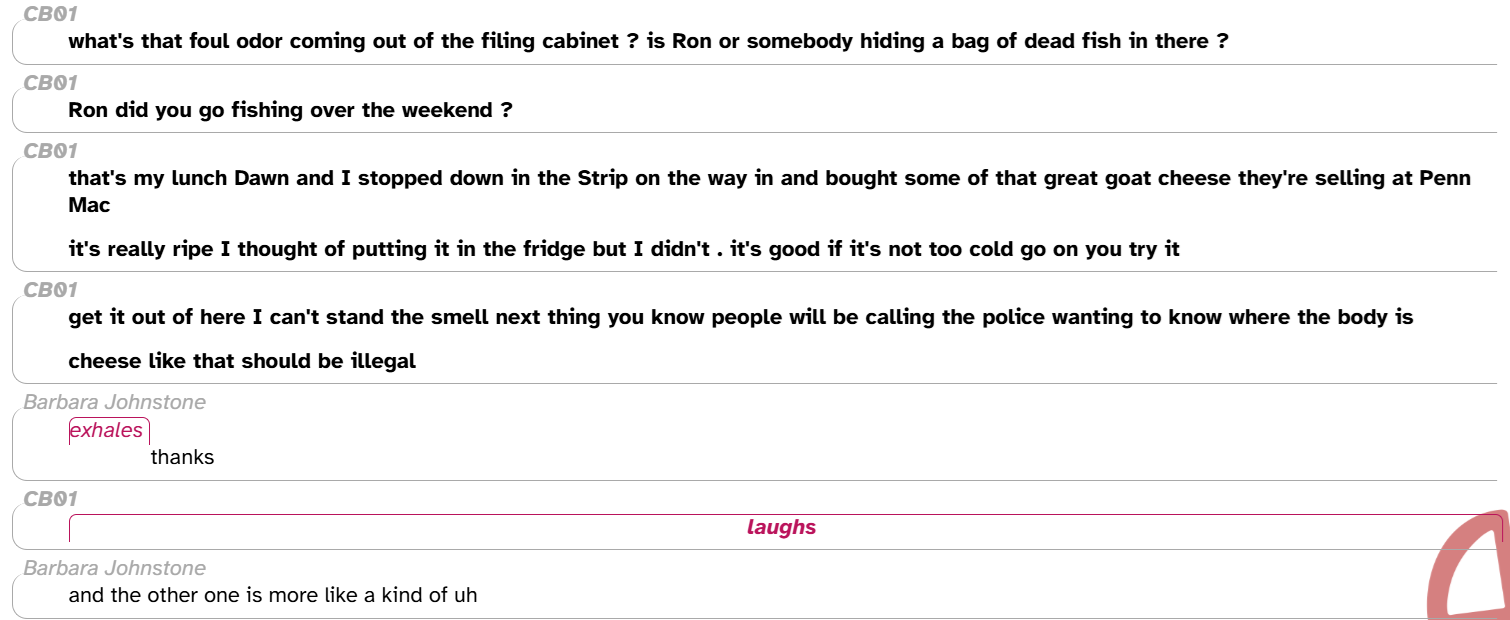 CB01
what's that foul odor coming out of the filing cabinet ? is Ron or somebody hiding a bag of dead fish in there ?
CB01
Ron did you go fishing over the weekend ?
CB01
that's my lunch Dawn and I stopped down in the Strip on the way in and bought some of that great goat cheese they're selling at Penn
Mac
it's really ripe I thought of putting it in the fridge but I didn't . it's good if it's not too cold go on you try it
CB01
get it out of here I can't stand the smell next thing you know people will be calling the police wanting to know where the body is
cheese like that should be illegal
Barbara Johnstone
exhales
thanks
CB01
laughs
Barbara Johnstone
and the other one is more like a kind of uh